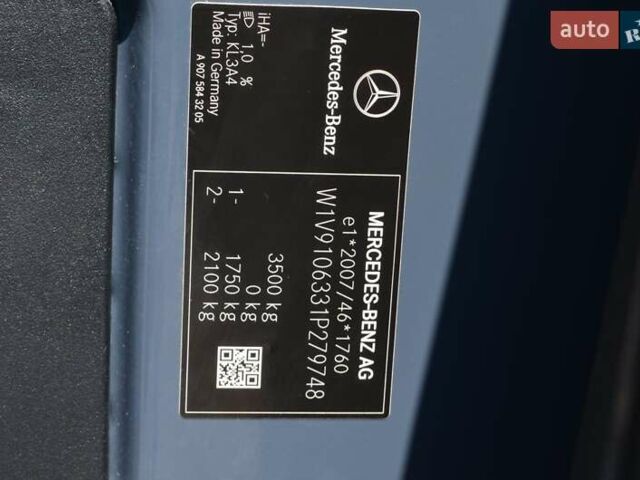 MERCEDES-BENZ AG
e1*2007/46*1760
W1V9106331P279748
3500 kg
0 kg
1- 1750 kg
2- 2100 kg
Mercedes-Benz
iHA=-
1,0 %
Typ: KL3A4
Made in Germany
A 907 584 32 05
auto